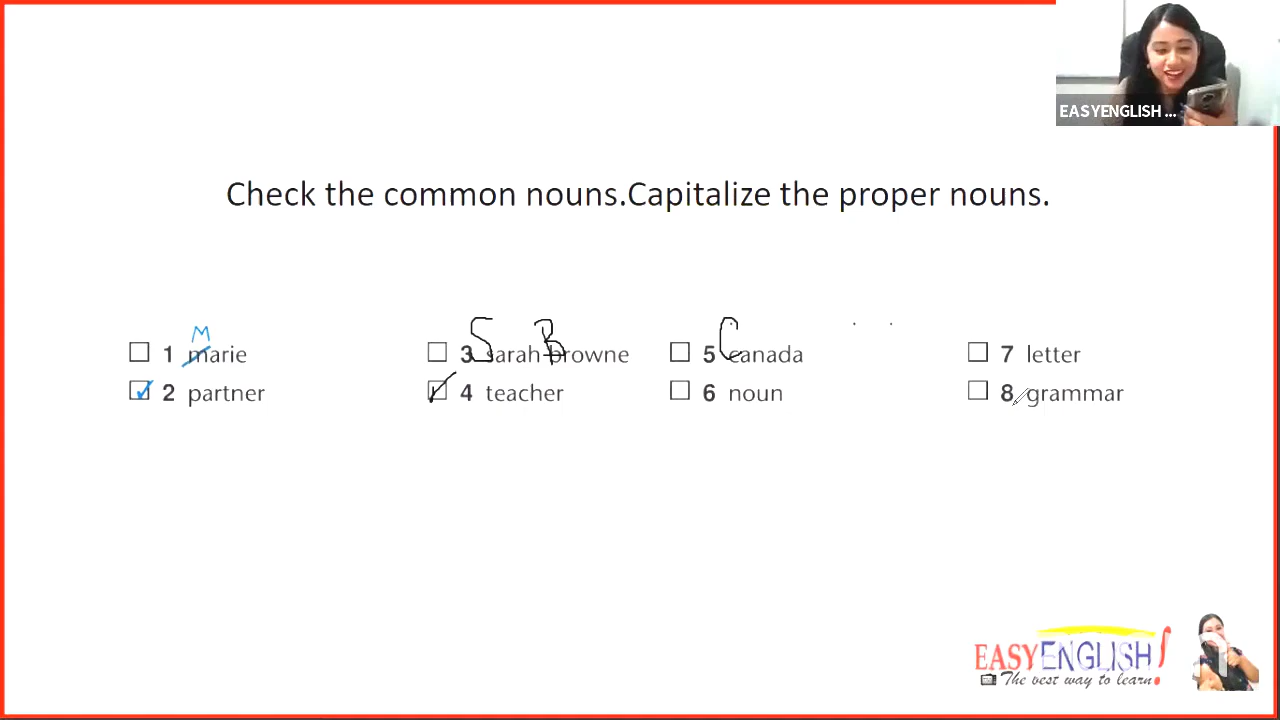 EASYENGLISH ...
Check the common nouns.Capitalize the proper nouns.
M
1 marie
2 partner
S B
3 sarah browne
4 teacher
C
5 canada
6 noun
7 letter
8 grammar
EASYENGLISH!
The best way to learn!